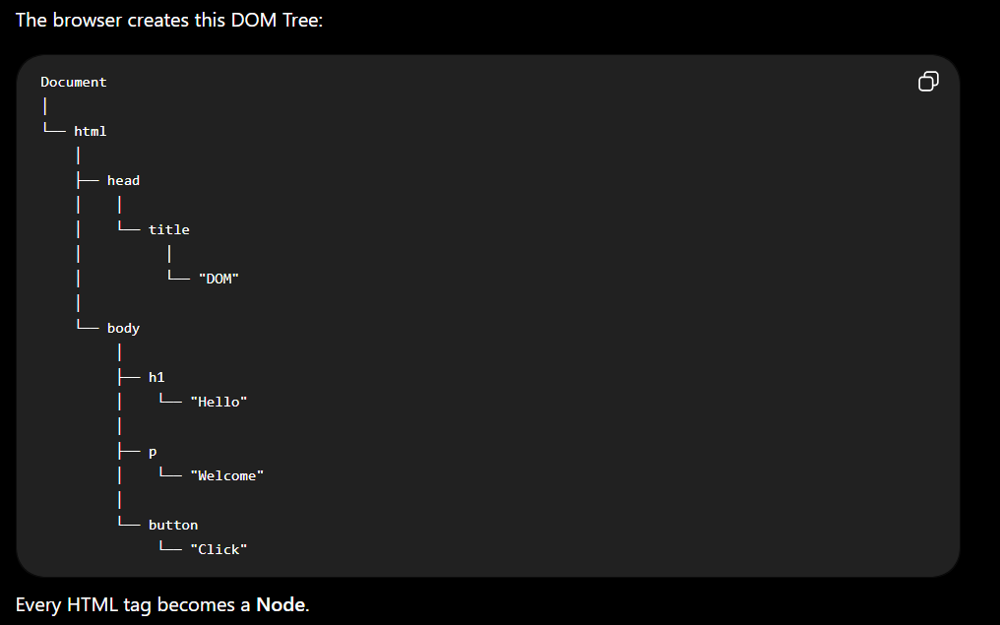 The browser creates this DOM Tree:
Document
│
└── html
    │
    ├── head
    │    │
    │    └── title
    │          │
    │          └── "DOM"
    │
    └── body
         │
         ├── h1
         │    └── "Hello"
         │
         ├── p
         │    └── "Welcome"
         │
         └── button
              └── "Click"
Every HTML tag becomes a Node.